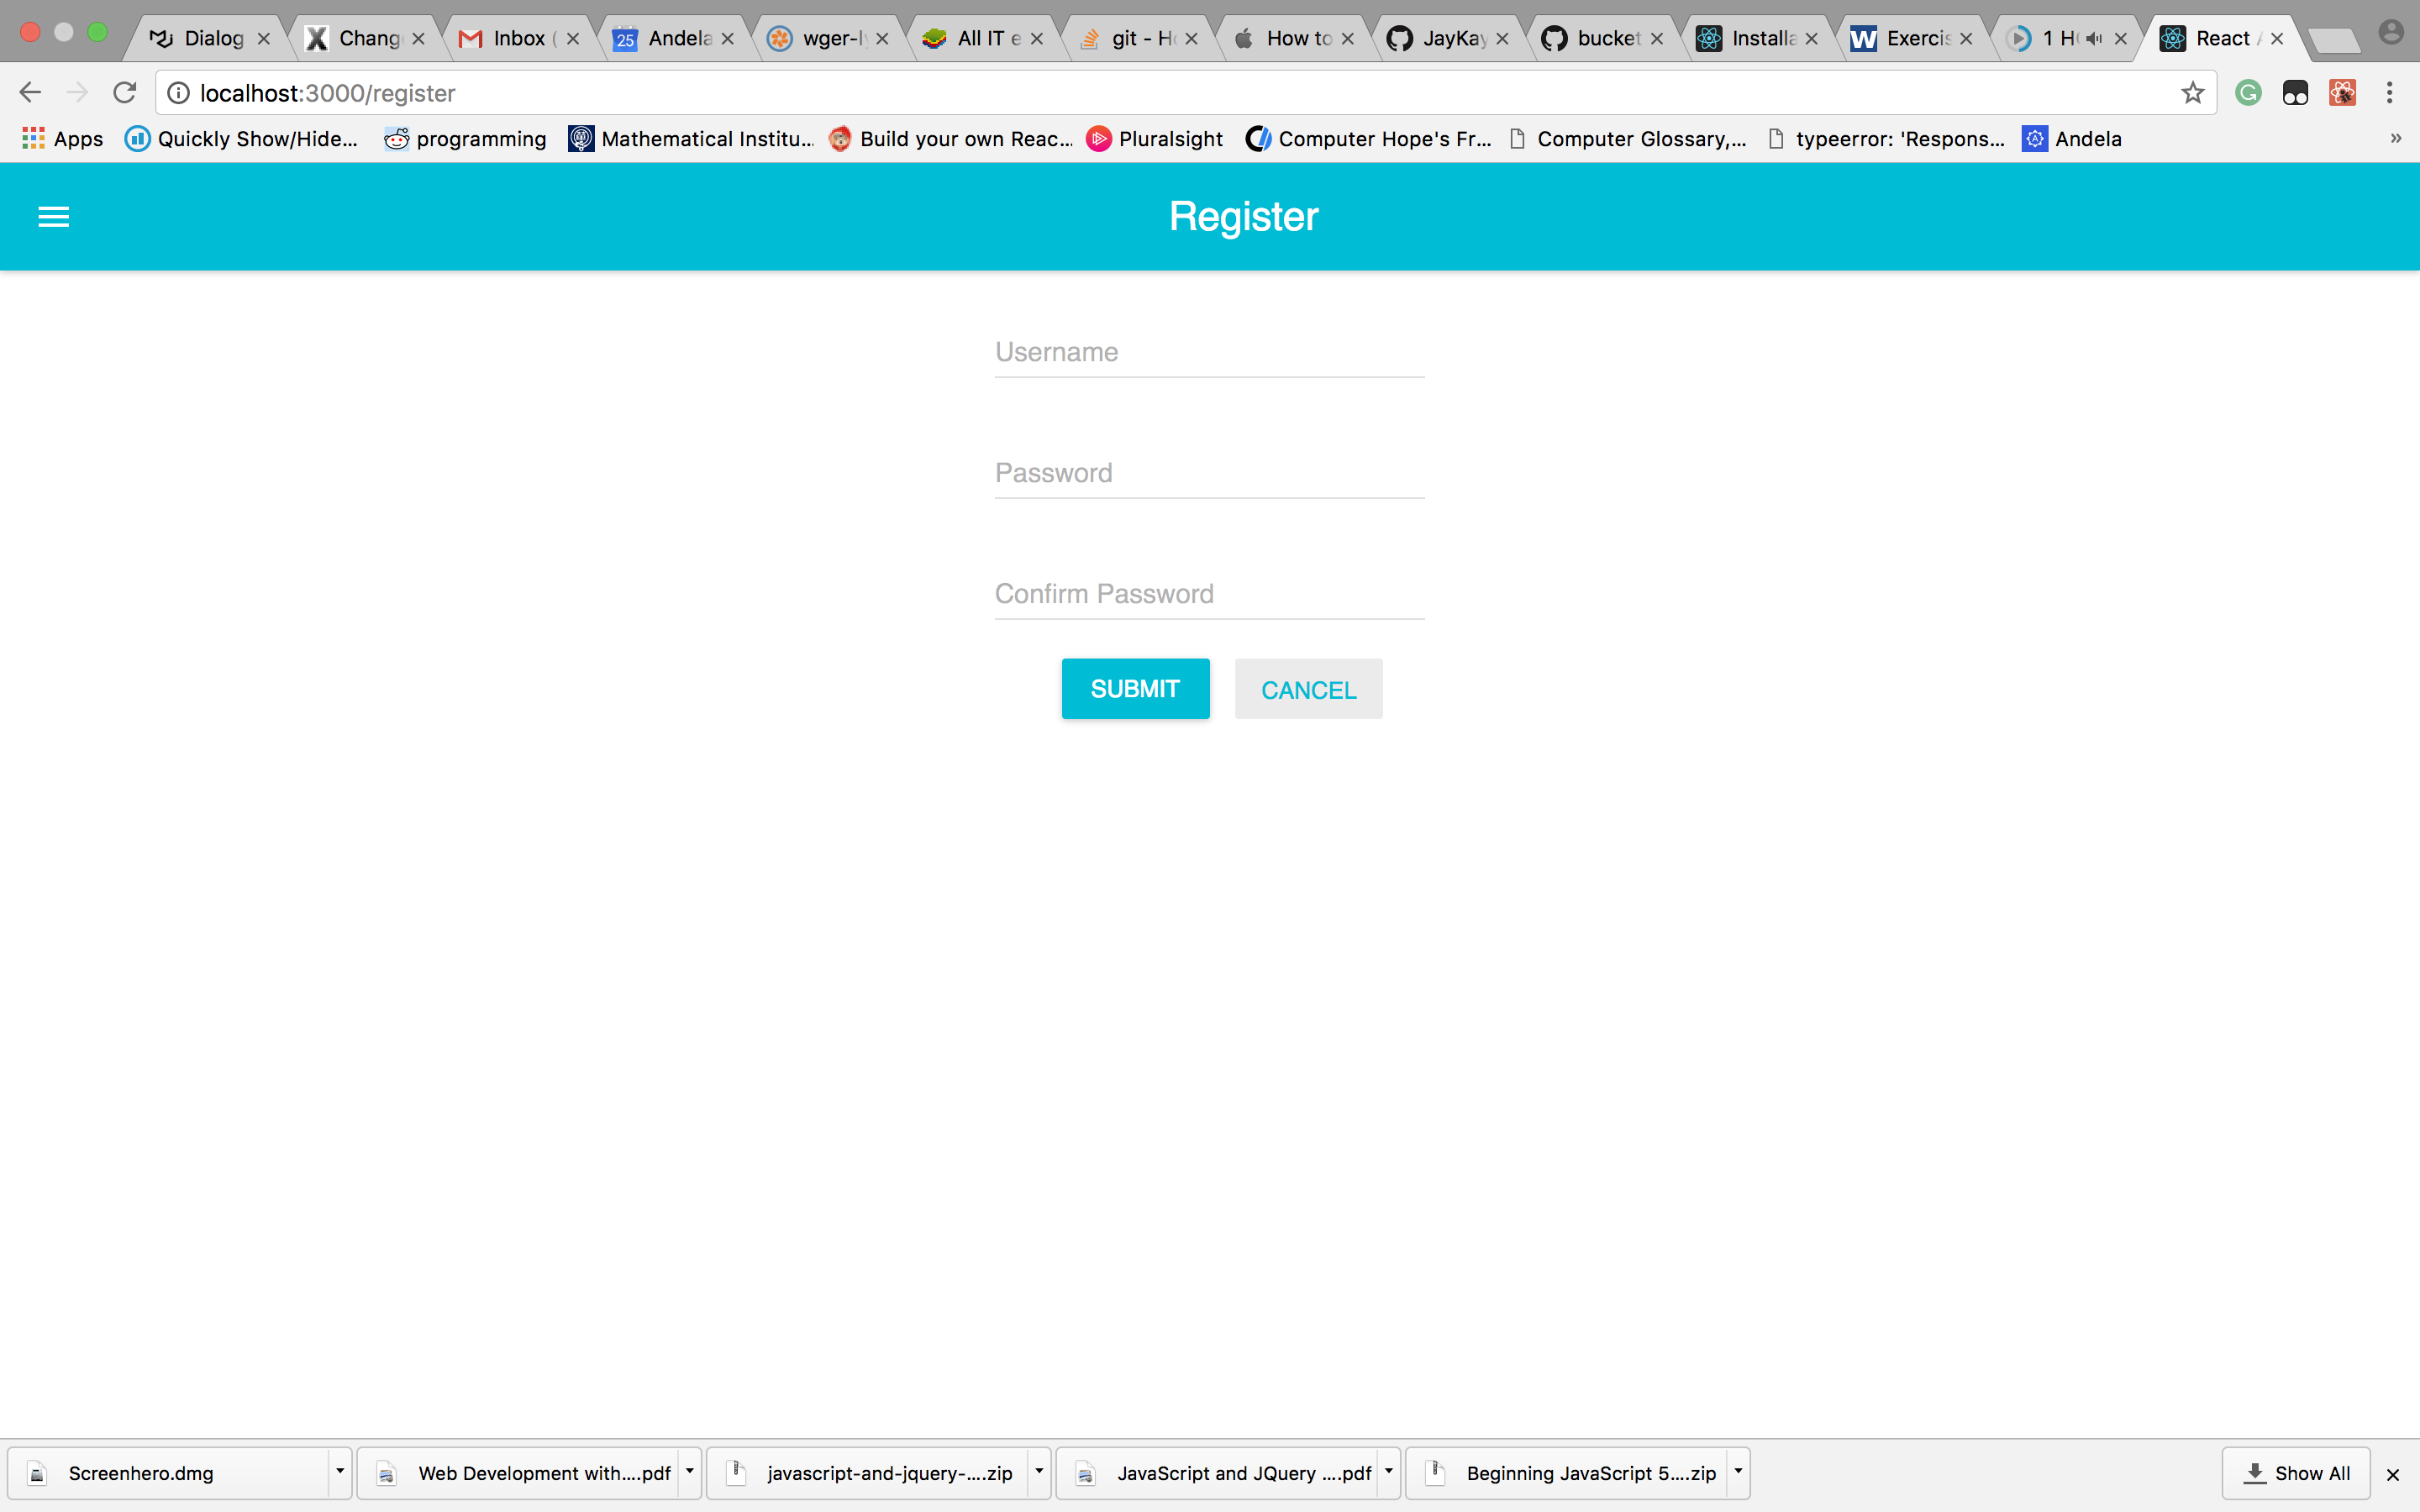 Dialog Chang Inbox ( 25 Andela wger-ly All IT e git - Ho How to JayKay bucket Installa W Exercis 1 H React
localhost:3000/register
Apps Quickly Show/Hide... programming Mathematical Institu... Build your own Reac... Pluralsight Computer Hope's Fr... Computer Glossary,... typeerror: 'Respons... Andela »
Register
Username
Password
Confirm Password
SUBMIT CANCEL
Screenhero.dmg Web Development with....pdf javascript-and-jquery-....zip JavaScript and JQuery ....pdf Beginning JavaScript 5....zip Show All